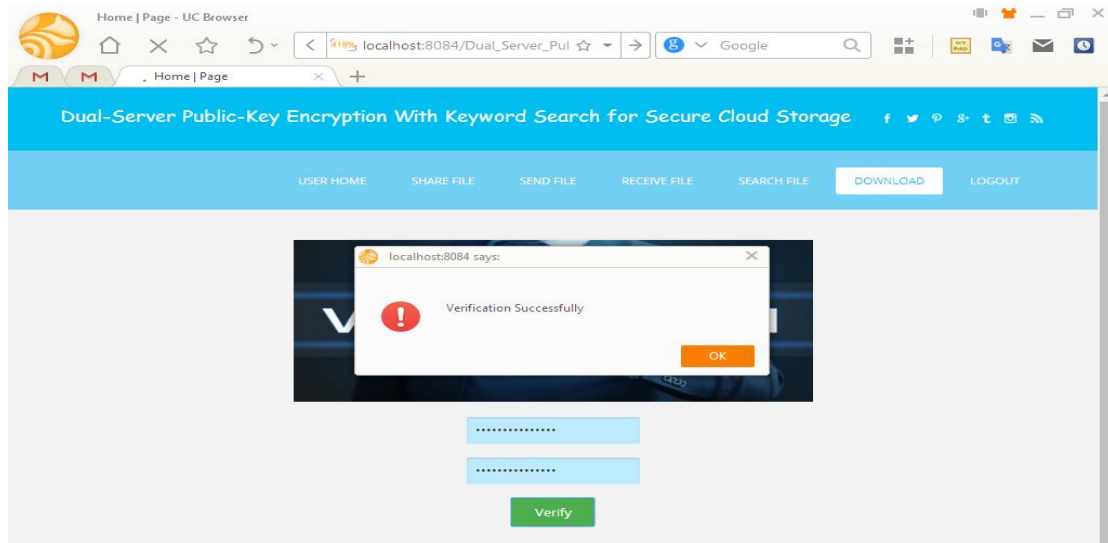 Home | Page - UC Browser
localhost:8084/Dual_Server_Pul
Google
M M . Home | Page
Dual-Server Public-Key Encryption With Keyword Search for Secure Cloud Storage
USER HOME SHARE FILE SEND FILE RECEIVE FILE SEARCH FILE DOWNLOAD LOGOUT
localhost:8084 says:
Verification Successfully
OK
Verify